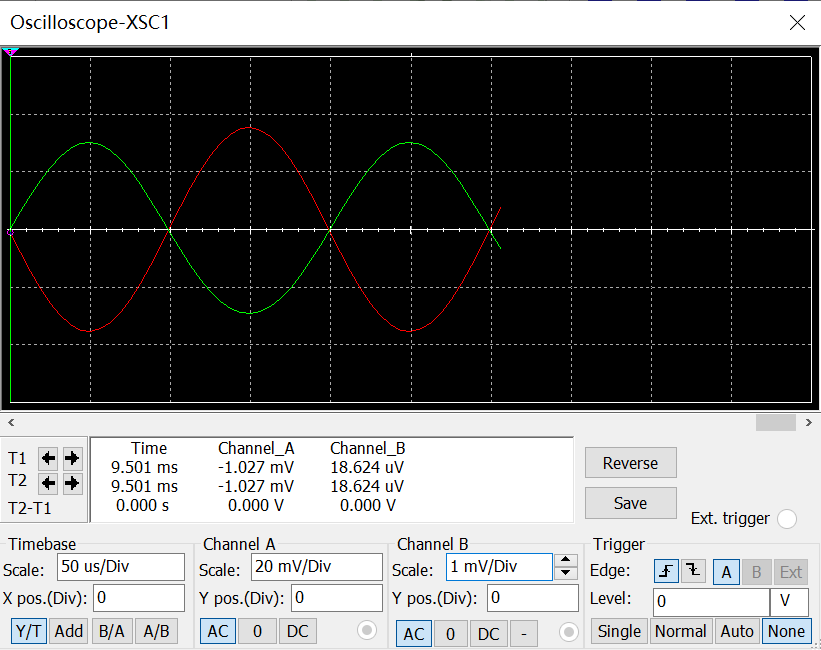 Oscilloscope-XSC1
Time Channel_A Channel_B
T1 9.501 ms -1.027 mV 18.624 uV
T2 9.501 ms -1.027 mV 18.624 uV
T2-T1 0.000 s 0.000 V 0.000 V
Reverse
Save
Ext. trigger
Timebase Channel A Channel B Trigger
Scale: 50 us/Div Scale: 20 mV/Div Scale: 1 mV/Div Edge: A B Ext
X pos.(Div): 0 Y pos.(Div): 0 Y pos.(Div): 0 Level: 0 V
Y/T Add B/A A/B AC 0 DC AC 0 DC - Single Normal Auto None